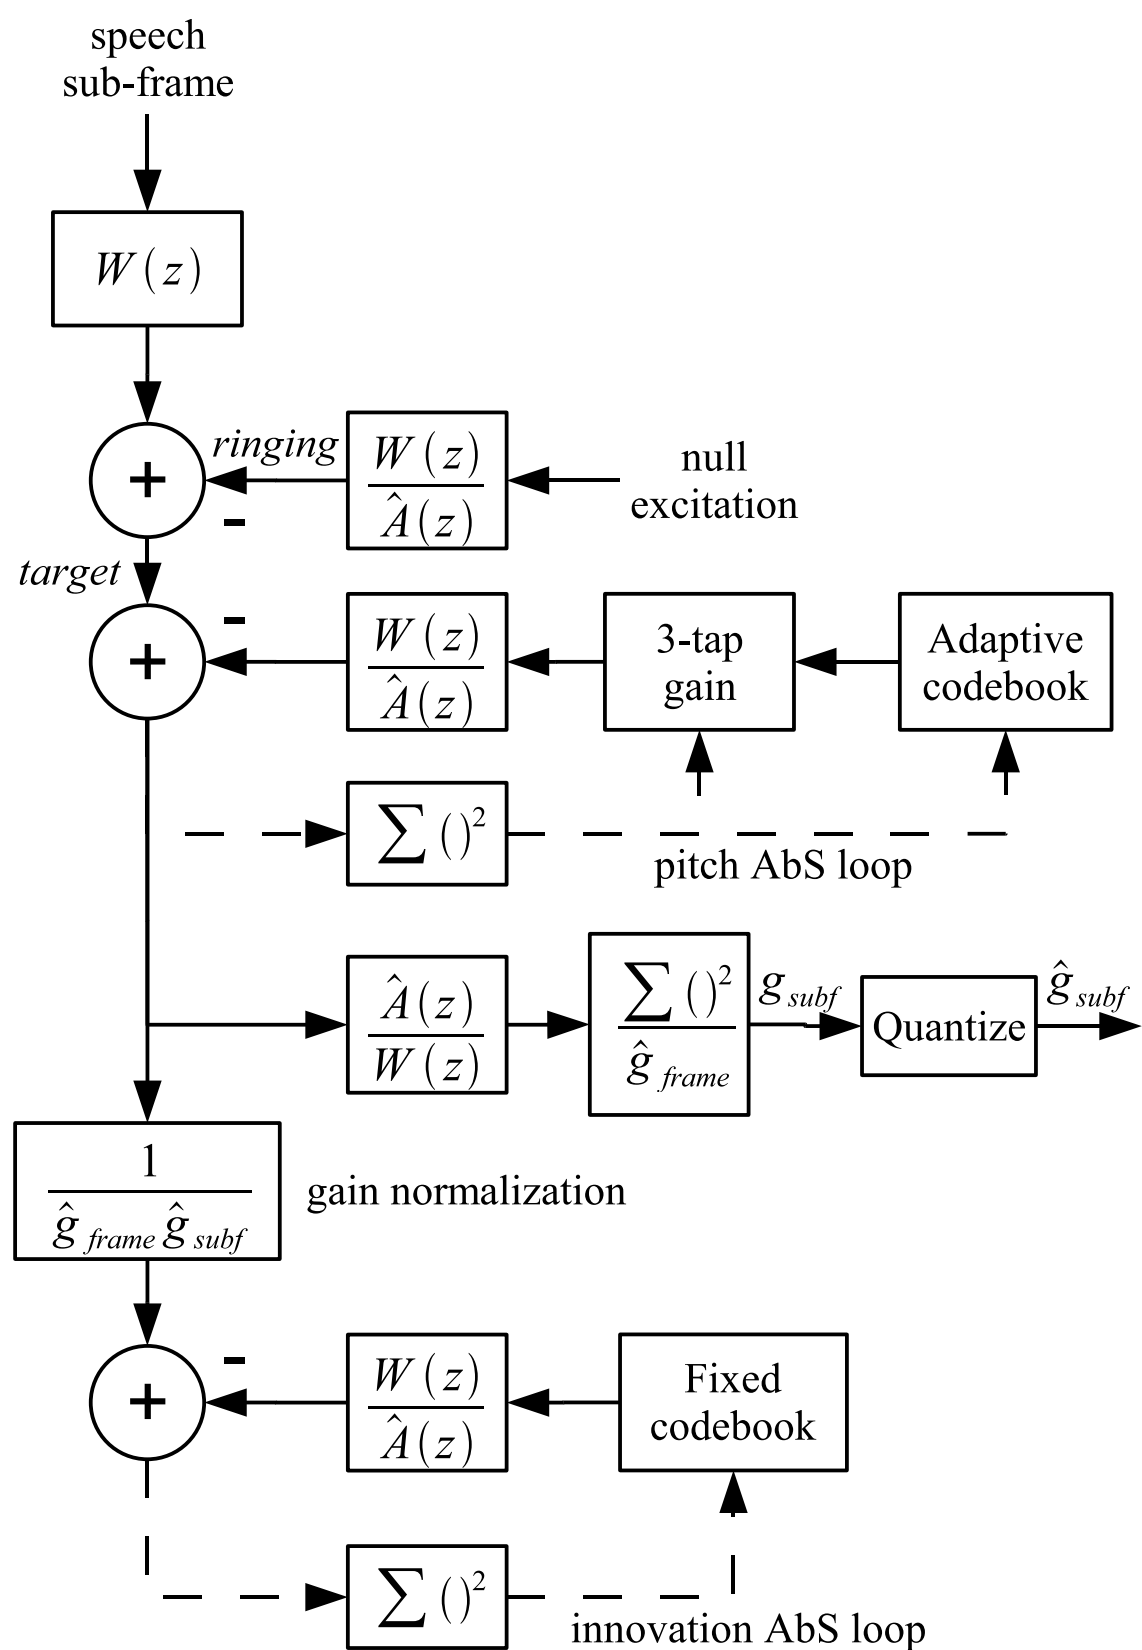 speech
sub-frame
W(z)
+
ringing
-
W(z)
Â(z)
null
excitation
target
+
-
W(z)
Â(z)
3-tap
gain
Adaptive
codebook
∑ ()²
pitch AbS loop
Â(z)
W(z)
∑ ()²
ĝ frame
g subf
Quantize
ĝ subf
1
ĝ frame ĝ subf
gain normalization
+
-
W(z)
Â(z)
Fixed
codebook
∑ ()²
innovation AbS loop